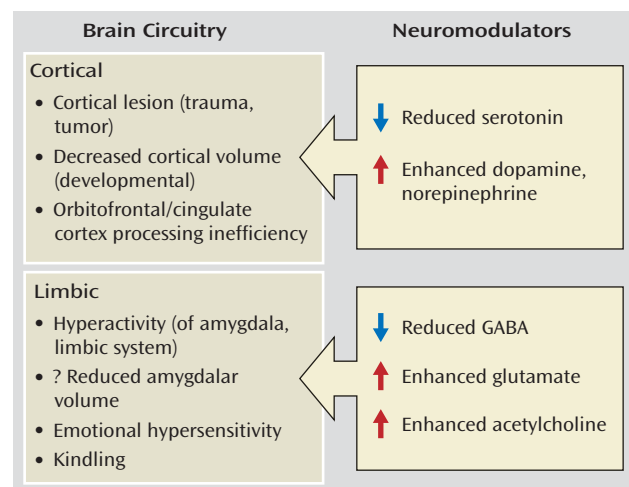 Brain Circuitry
Neuromodulators
Cortical
• Cortical lesion (trauma,
tumor)
• Decreased cortical volume
(developmental)
• Orbitofrontal/cingulate
cortex processing inefficiency
Reduced serotonin
Enhanced dopamine,
norepinephrine
Limbic
• Hyperactivity (of amygdala,
limbic system)
• ? Reduced amygdalar
volume
• Emotional hypersensitivity
• Kindling
Reduced GABA
Enhanced glutamate
Enhanced acetylcholine